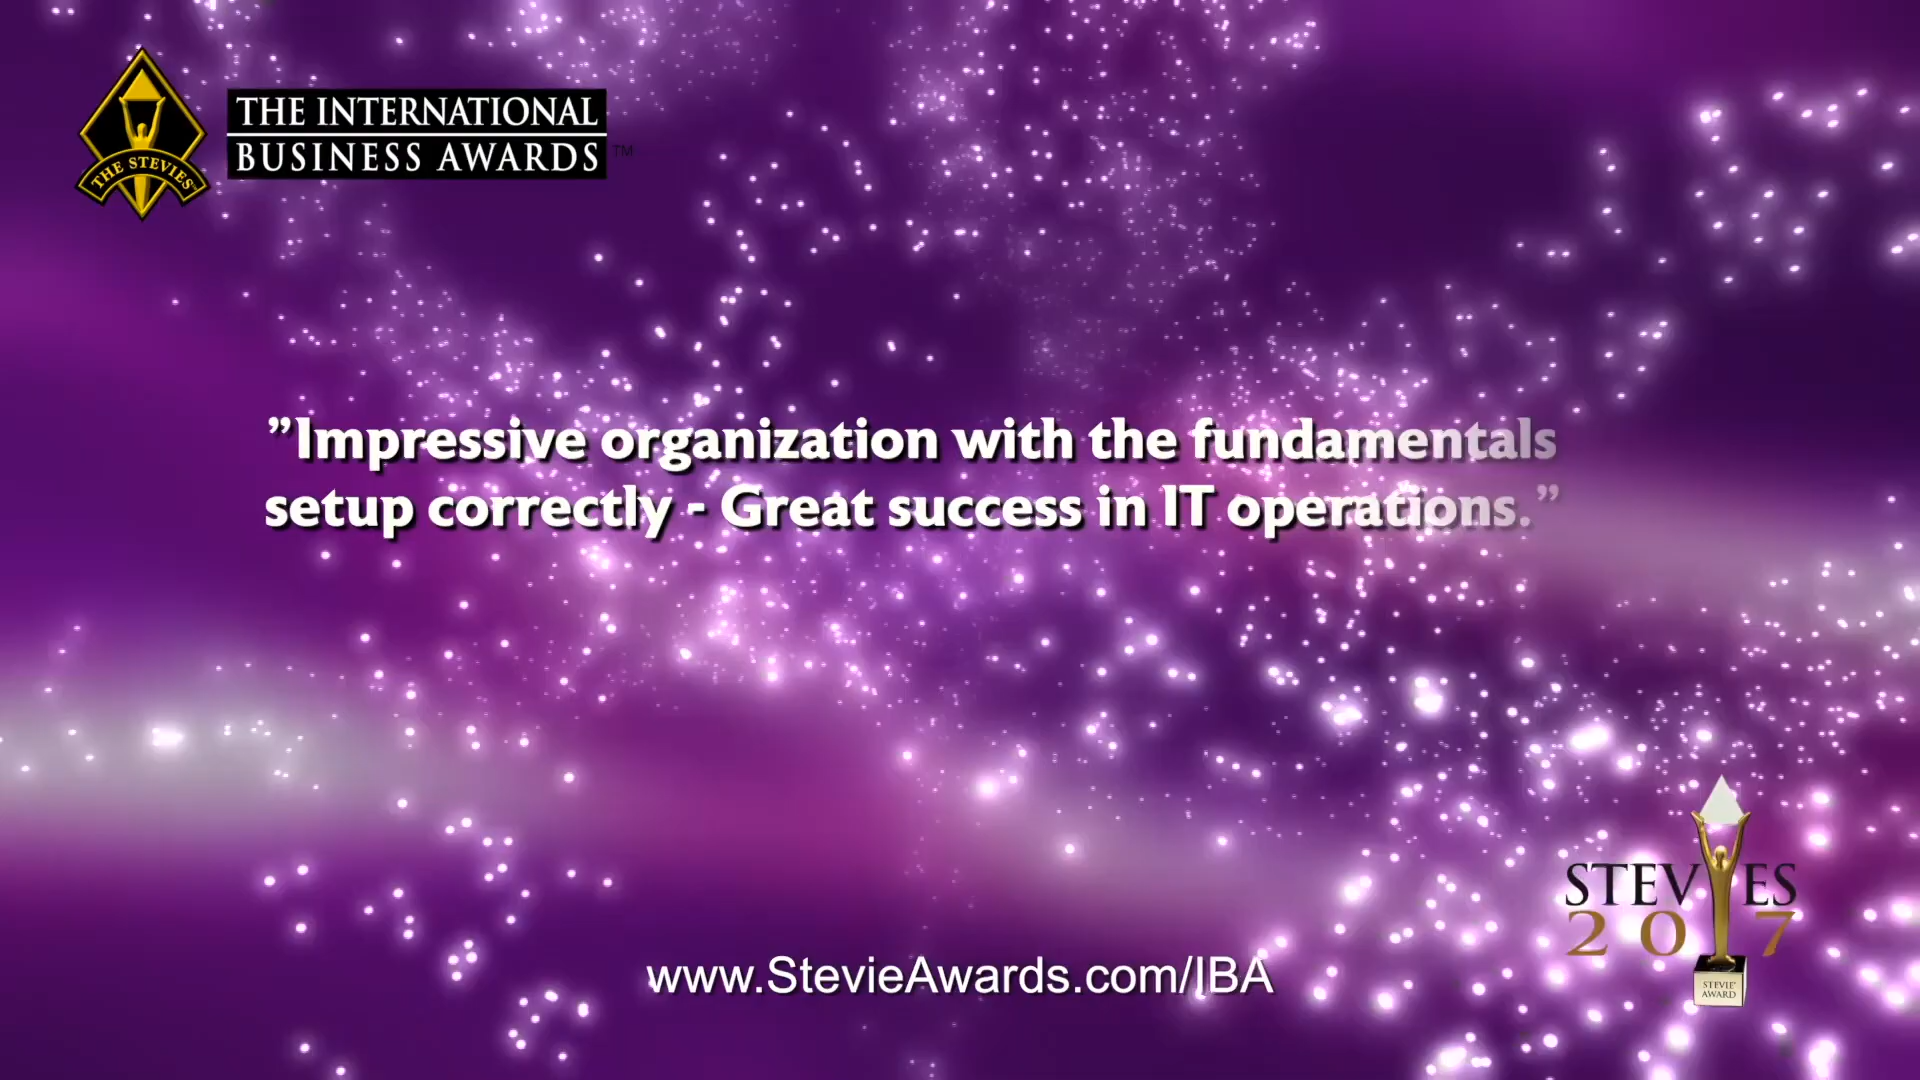 THE STEVIES
THE INTERNATIONAL
BUSINESS AWARDS ™
"Impressive organization with the fundamentals
setup correctly - Great success in IT operations."
STEVIES
2017
STEVIE®
AWARD
www.StevieAwards.com/IBA